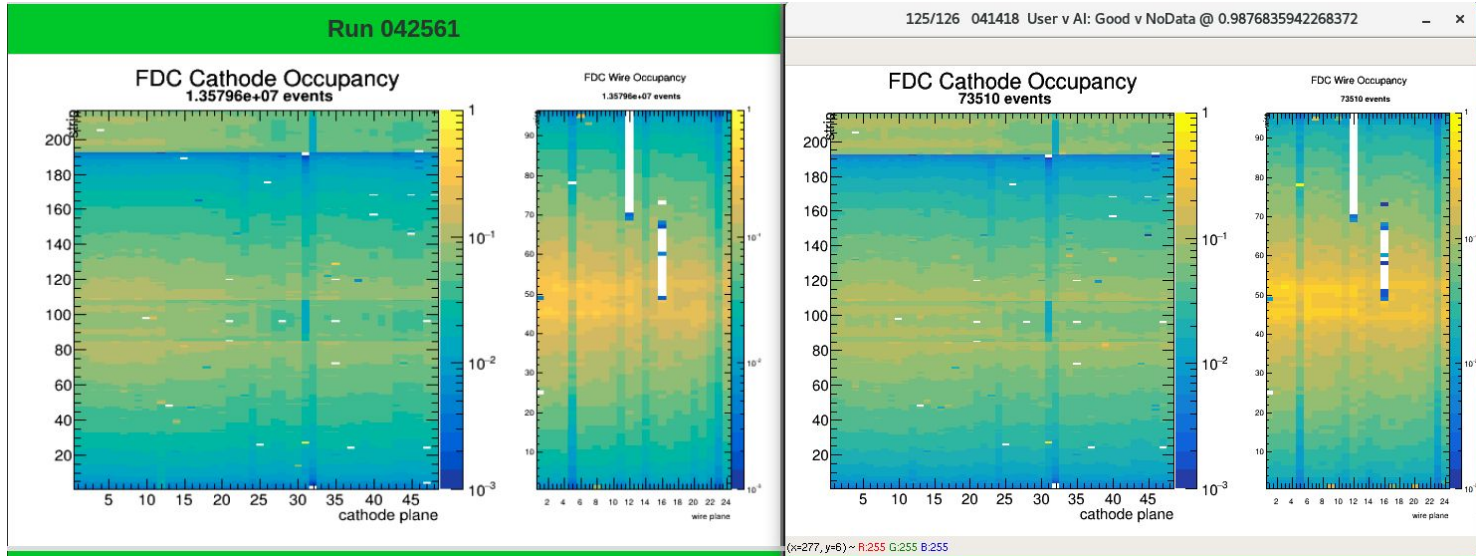 Run 042561
FDC Cathode Occupancy
1.35796e+07 events
strip
200
180
160
140
120
100
80
60
40
20
5 10 15 20 25 30 35 40 45
cathode plane
1
10⁻¹
10⁻²
10⁻³
FDC Wire Occupancy
1.35796e+07 events
90
80
70
60
50
40
30
20
10
2 4 6 8 10 12 14 16 18 20 22 24
wire plane
1
10⁻¹
10⁻²
125/126 041418 User v AI: Good v NoData @ 0.9876835942268372
FDC Cathode Occupancy
73510 events
strip
200
180
160
140
120
100
80
60
40
20
5 10 15 20 25 30 35 40 45
cathode plane
1
10⁻¹
10⁻²
10⁻³
FDC Wire Occupancy
73510 events
90
80
70
60
50
40
30
20
10
2 4 6 8 10 12 14 16 18 20 22 24
wire plane
1
(x=277, y=6) ~ R:255 G:255 B:255